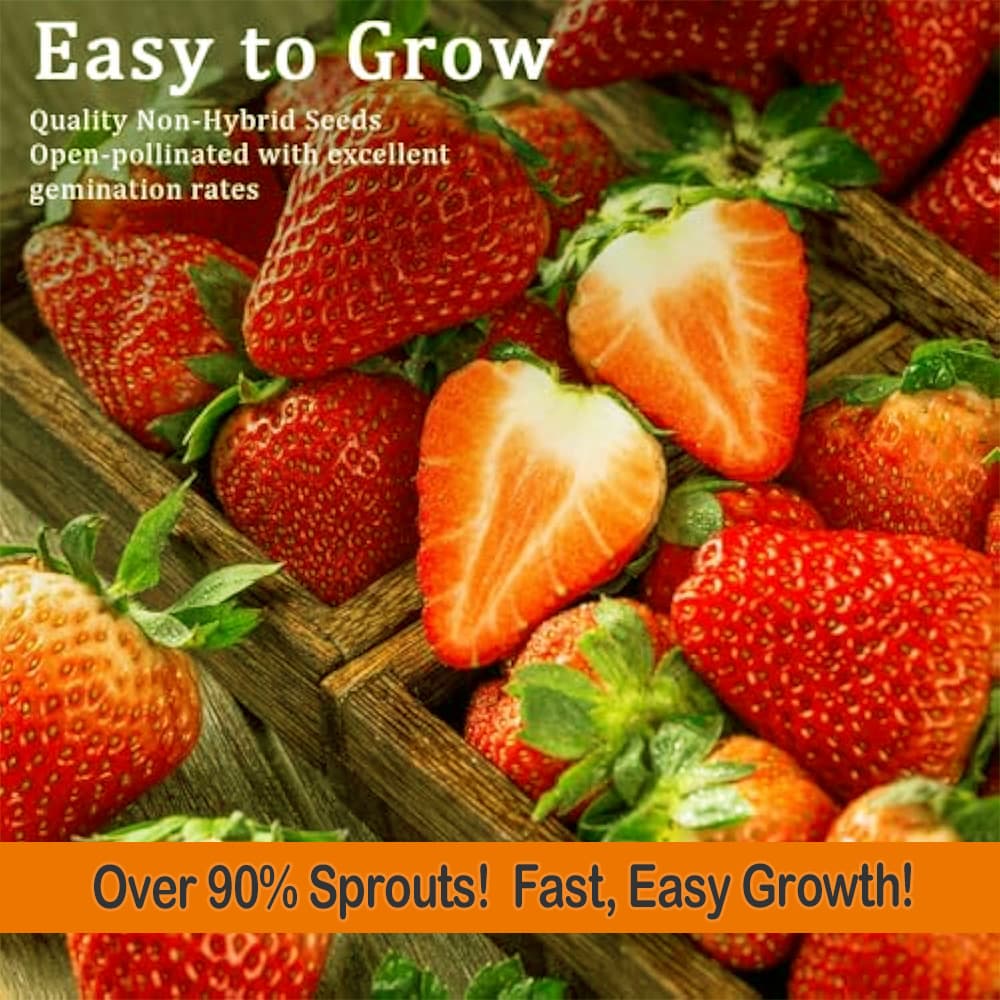 Easy to Grow
Quality Non-Hybrid Seeds
Open-pollinated with excellent
gemination rates
Over 90% Sprouts! Fast, Easy Growth!